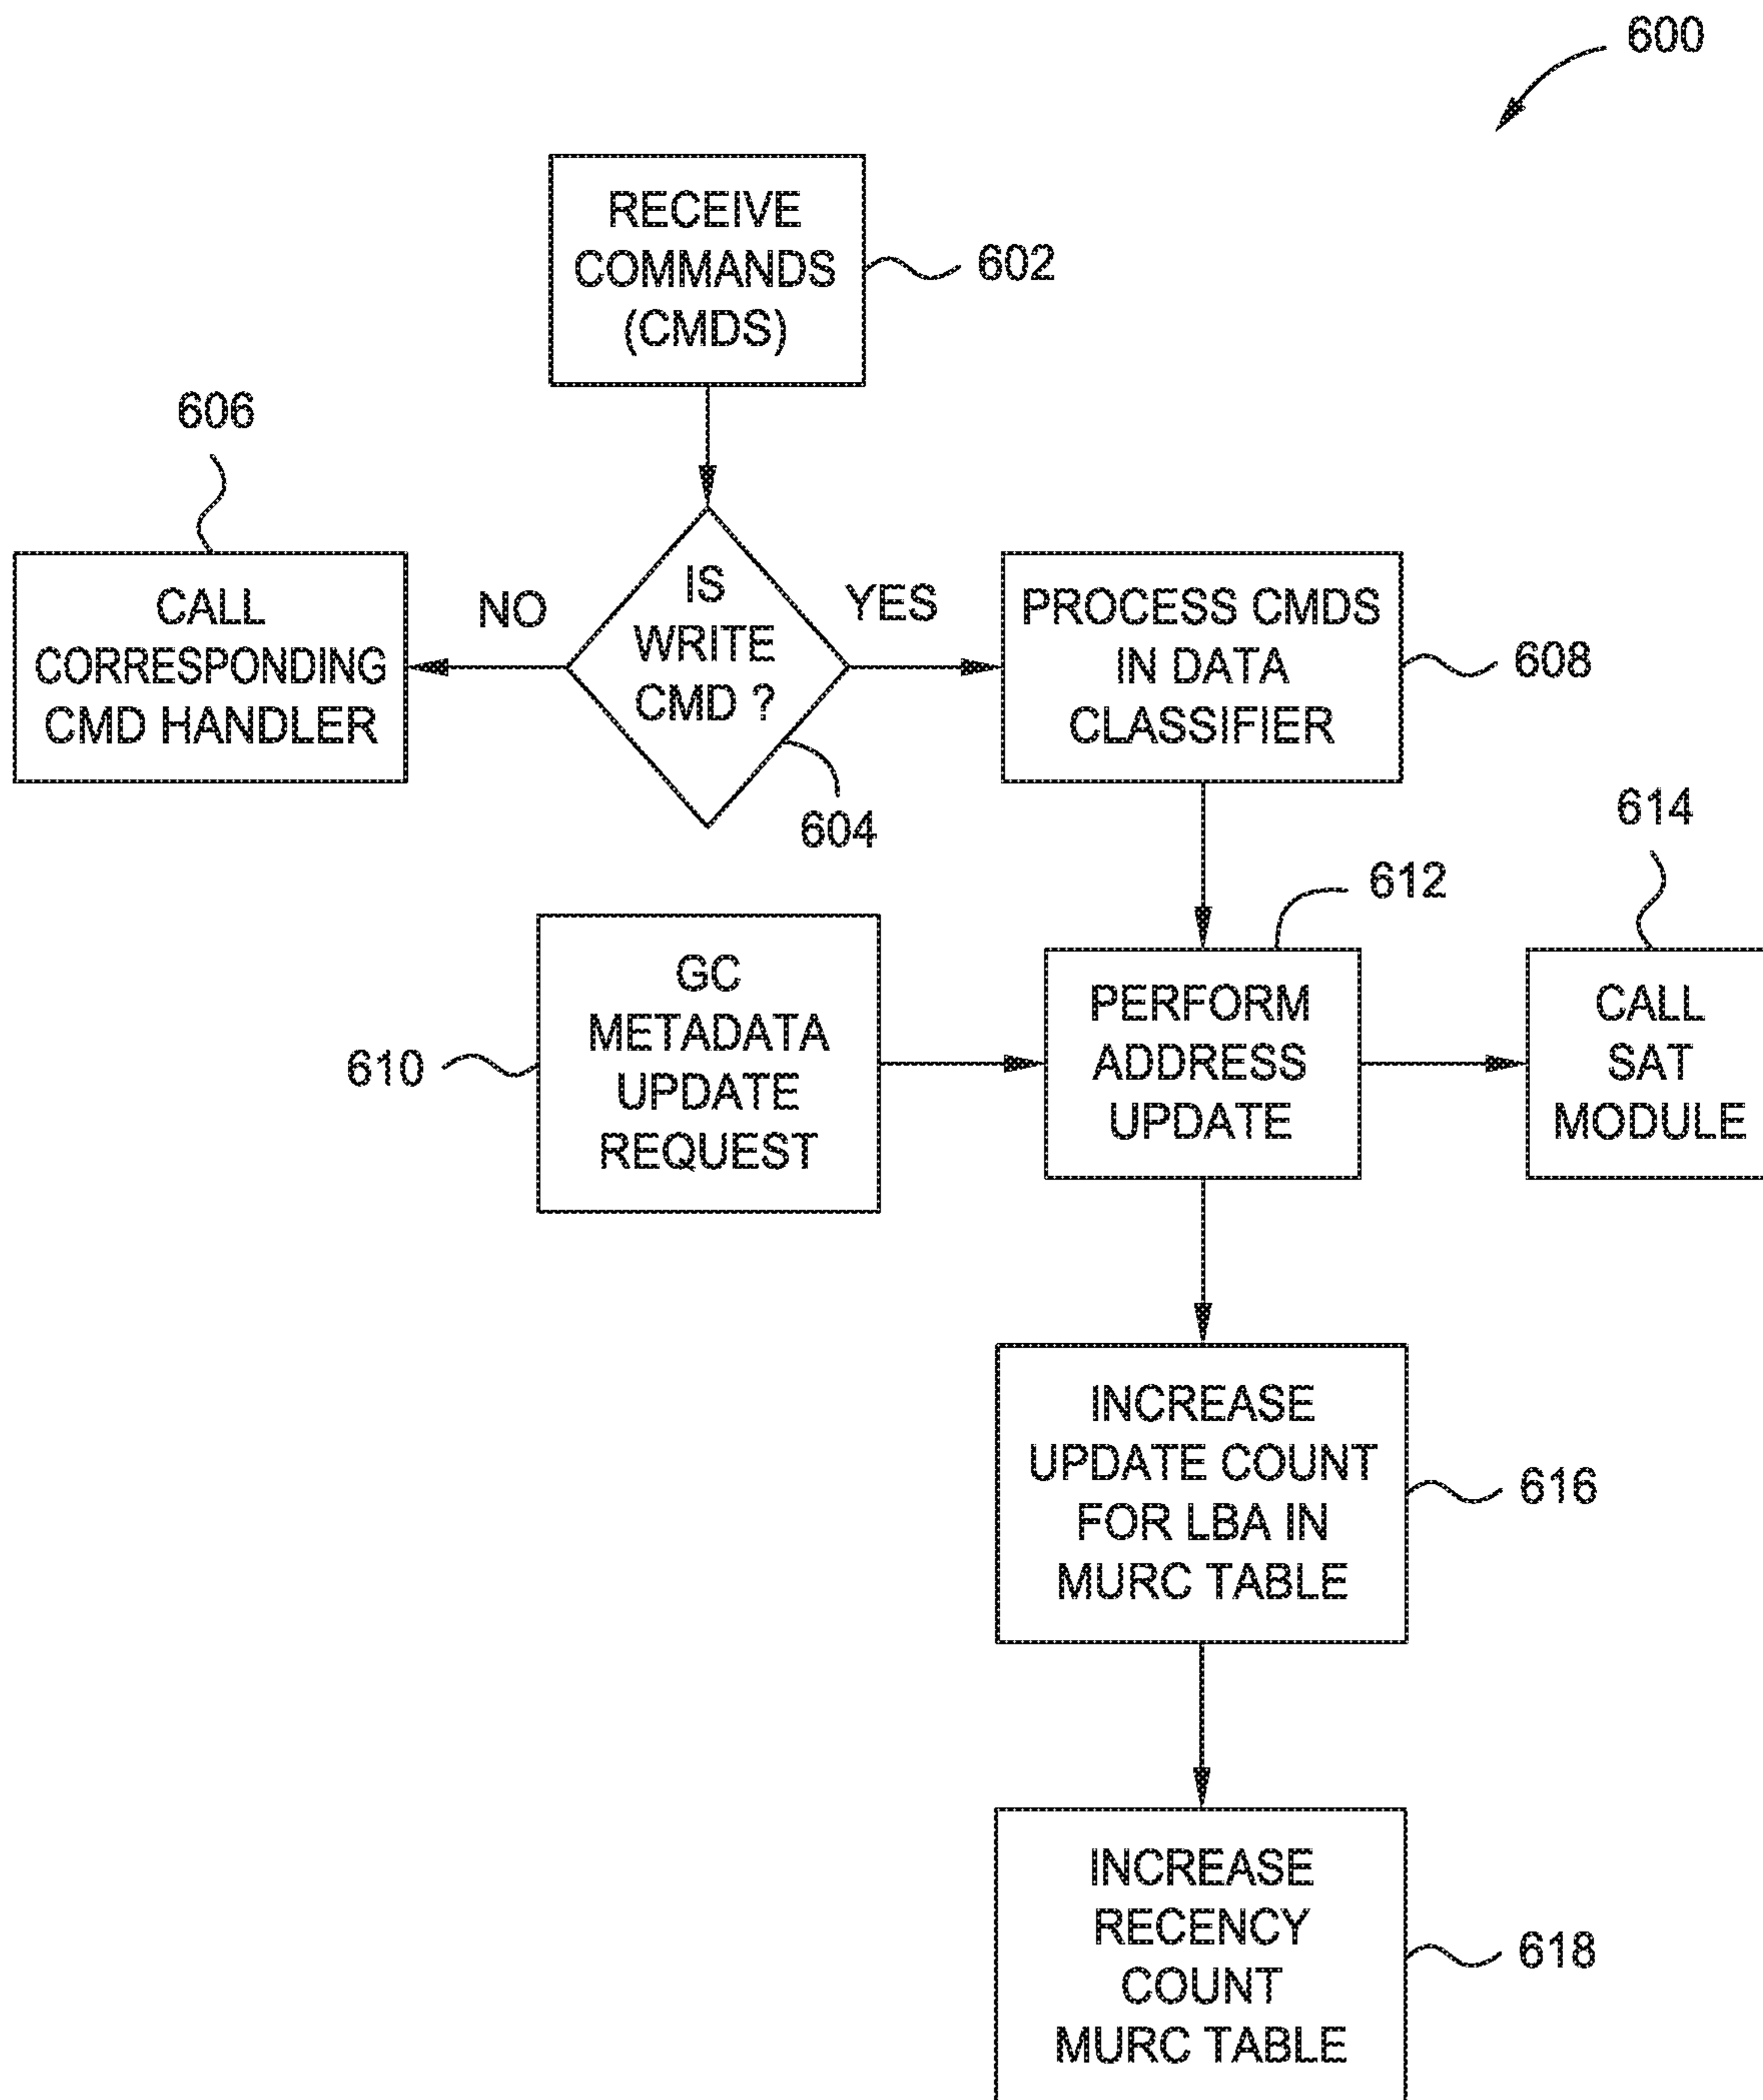 600
RECEIVE
COMMANDS
(CMDS)
602
606
CALL
CORRESPONDING
CMD HANDLER
NO
IS
WRITE
CMD ?
604
YES
PROCESS CMDS
IN DATA
CLASSIFIER
608
610
GC
METADATA
UPDATE
REQUEST
612
PERFORM
ADDRESS
UPDATE
614
CALL
SAT
MODULE
INCREASE
UPDATE COUNT
FOR LBA IN
MURC TABLE
616
INCREASE
RECENCY
COUNT
MURC TABLE
618